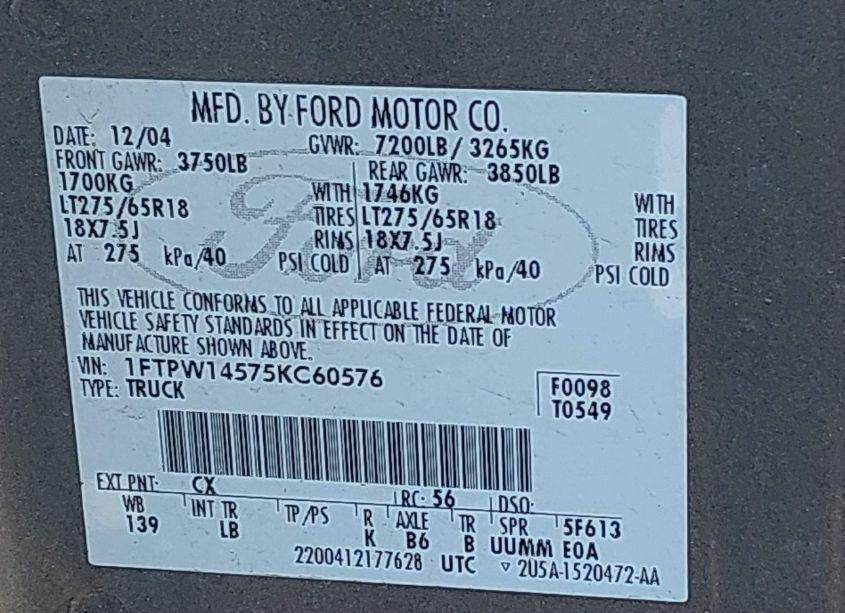 MFD. BY FORD MOTOR CO.
DATE: 12/04 GVWR: 7200LB / 3265KG
FRONT GAWR: 3750LB REAR GAWR: 3850LB
1700KG WITH 1746KG WITH
LT275/65R18 TIRES LT275/65R18 TIRES
18X7.5J RIMS 18X7.5J RIMS
AT 275 kPa/40 PSI COLD AT 275 kPa/40 PSI COLD
Ford
THIS VEHICLE CONFORMS TO ALL APPLICABLE FEDERAL MOTOR
VEHICLE SAFETY STANDARDS IN EFFECT ON THE DATE OF
MANUFACTURE SHOWN ABOVE.
VIN: 1FTPW14575KC60576
TYPE: TRUCK
F0098
T0549
EXT PNT: CX RC: 56 DSO:
WB INT TR TP/PS R AXLE TR SPR 5F613
139 LB K B6 B UUMM E0A
2200412177628 UTC ▽ 2U5A-1520472-AA